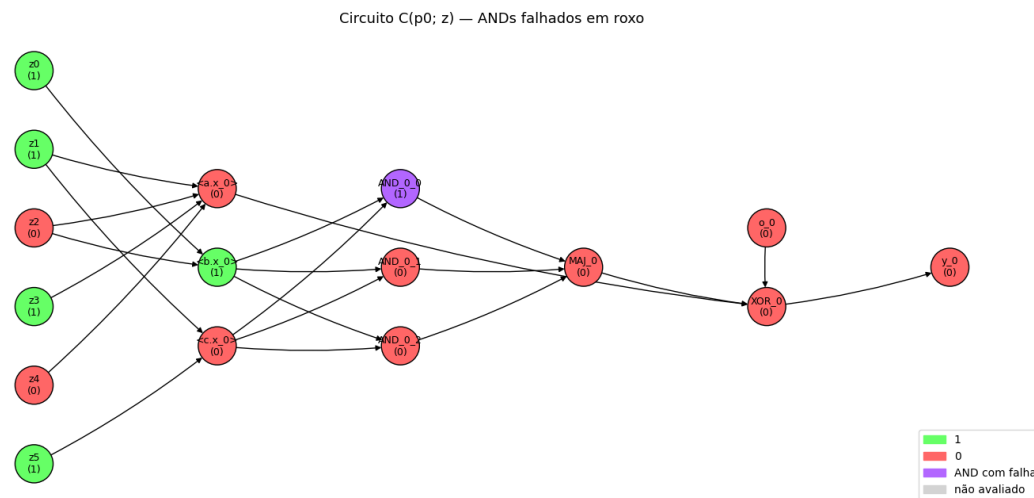 Circuito C(p0; z) — ANDs falhados em roxo
z0
(1)
z1
(1)
z2
(0)
z3
(1)
z4
(0)
z5
(1)
<a.x_0>
(0)
<b.x_0>
(1)
<c.x_0>
(0)
AND_0_0
(1)
AND_0_1
(0)
AND_0_2
(0)
MAJ_0
(0)
o_0
(0)
XOR_0
(0)
y_0
(0)
1
0
AND com falha
não avaliado